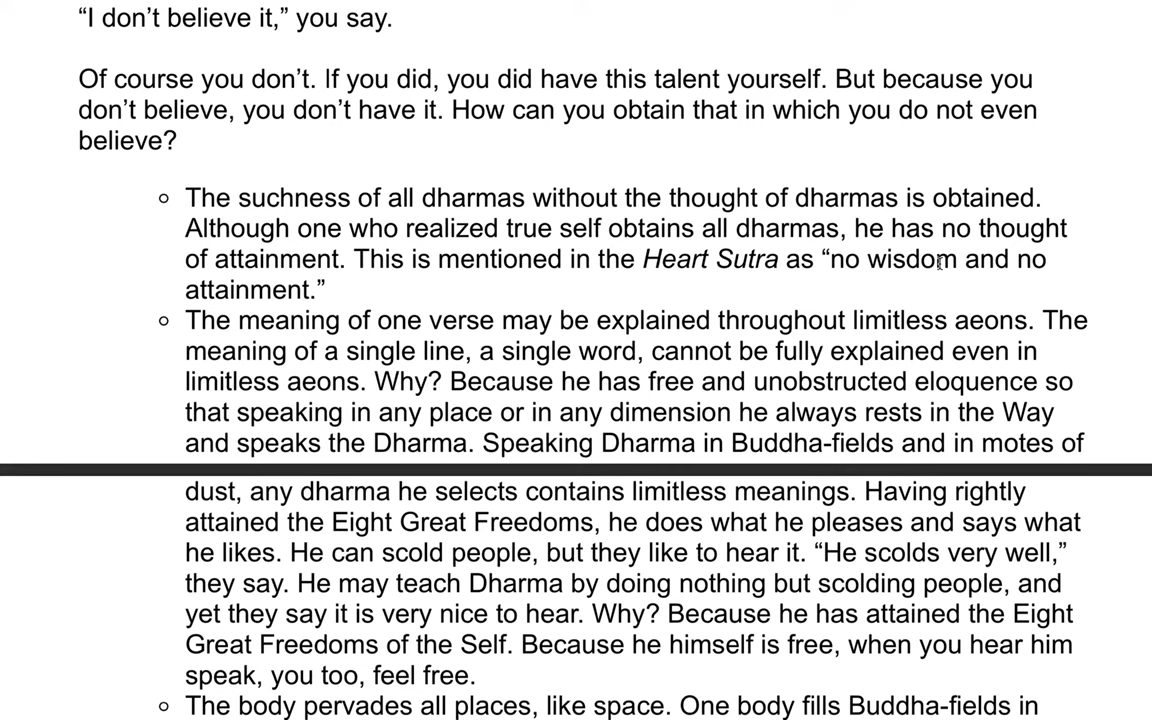 “I don’t believe it,” you say.
Of course you don’t. If you did, you did have this talent yourself. But because you
don’t believe, you don’t have it. How can you obtain that in which you do not even
believe?
The suchness of all dharmas without the thought of dharmas is obtained.
Although one who realized true self obtains all dharmas, he has no thought
of attainment. This is mentioned in the Heart Sutra as “no wisdom and no
attainment.”
The meaning of one verse may be explained throughout limitless aeons. The
meaning of a single line, a single word, cannot be fully explained even in
limitless aeons. Why? Because he has free and unobstructed eloquence so
that speaking in any place or in any dimension he always rests in the Way
and speaks the Dharma. Speaking Dharma in Buddha-fields and in motes of
dust, any dharma he selects contains limitless meanings. Having rightly
attained the Eight Great Freedoms, he does what he pleases and says what
he likes. He can scold people, but they like to hear it. “He scolds very well,”
they say. He may teach Dharma by doing nothing but scolding people, and
yet they say it is very nice to hear. Why? Because he has attained the Eight
Great Freedoms of the Self. Because he himself is free, when you hear him
speak, you too, feel free.
The body pervades all places, like space. One body fills Buddha-fields in